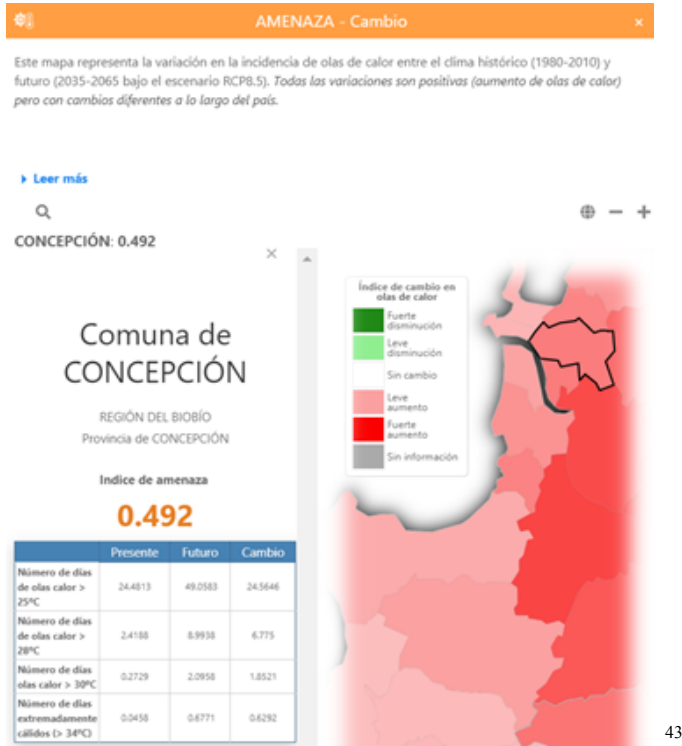 AMENAZA - Cambio
×
Este mapa representa la variación en la incidencia de olas de calor entre el clima histórico (1980-2010) y
futuro (2035-2065 bajo el escenario RCP8.5). Todas las variaciones son positivas (aumento de olas de calor)
pero con cambios diferentes a lo largo del país.
Leer más
CONCEPCIÓN: 0.492
×
Comuna de
CONCEPCIÓN
REGIÓN DEL BIOBÍO
Provincia de CONCEPCIÓN
Indice de amenaza
0.492
Presente Futuro Cambio
Número de días
de olas calor >
25ºC
24.4813 49.0583 24.5646
Número de días
de olas calor >
28ºC
2.4188 8.9938 6.775
Número de días
olas calor > 30ºC
0.2729 2.0958 1.8521
Número de días
extremadamente
cálidos (> 34ºC)
0.0458 0.6771 0.6292
Índice de cambio en
olas de calor
Fuerte
disminución
Leve
disminución
Sin cambio
Leve
aumento
Fuerte
aumento
Sin información
43